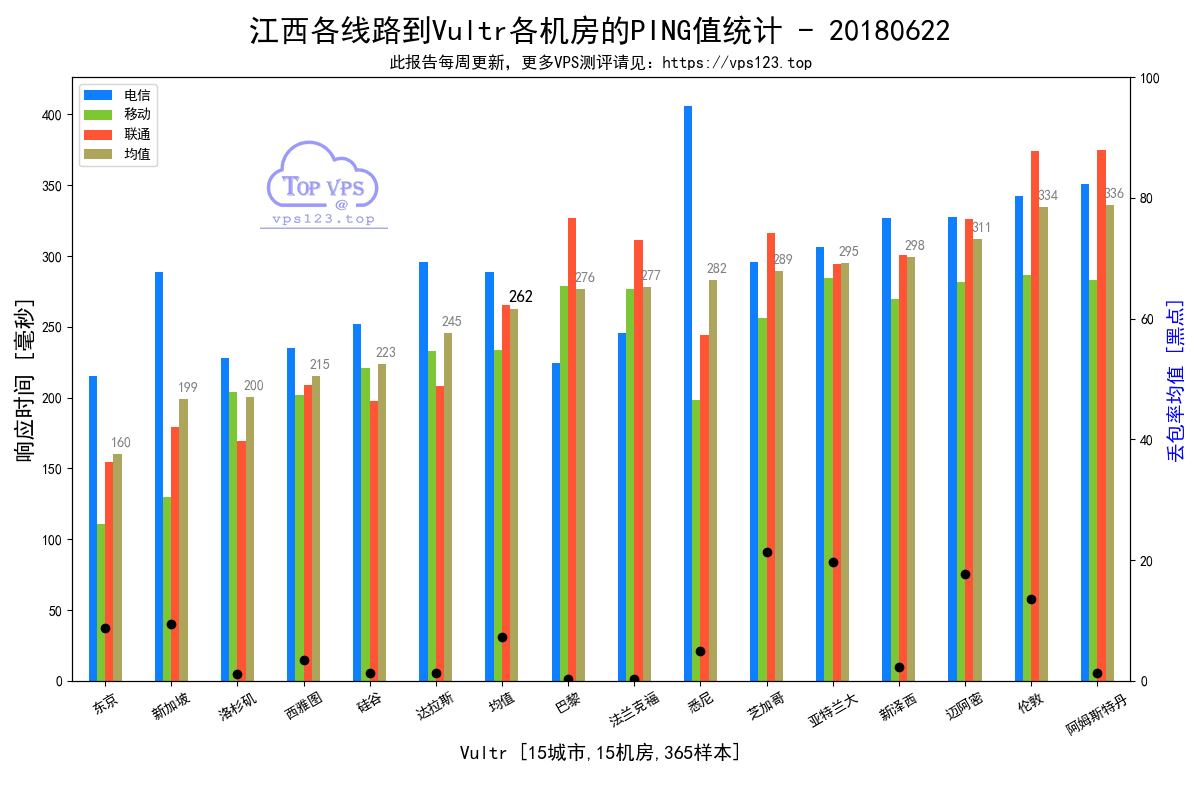 江西各线路到Vultr各机房的PING值统计 - 20180622
此报告每周更新，更多VPS测评请见：https://vps123.top
电信
移动
联通
均值
TOP VPS
@
vps123.top
响应时间 [毫秒]
400
350
300
250
200
150
100
50
0
160
199
200
215
223
245
262
276
277
282
289
295
298
311
334
336
100
80
60
40
20
0
丢包率均值 [黑点]
东京
新加坡
洛杉矶
西雅图
硅谷
达拉斯
均值
巴黎
法兰克福
悉尼
芝加哥
亚特兰大
新泽西
迈阿密
伦敦
阿姆斯特丹
Vultr [15城市,15机房,365样本]